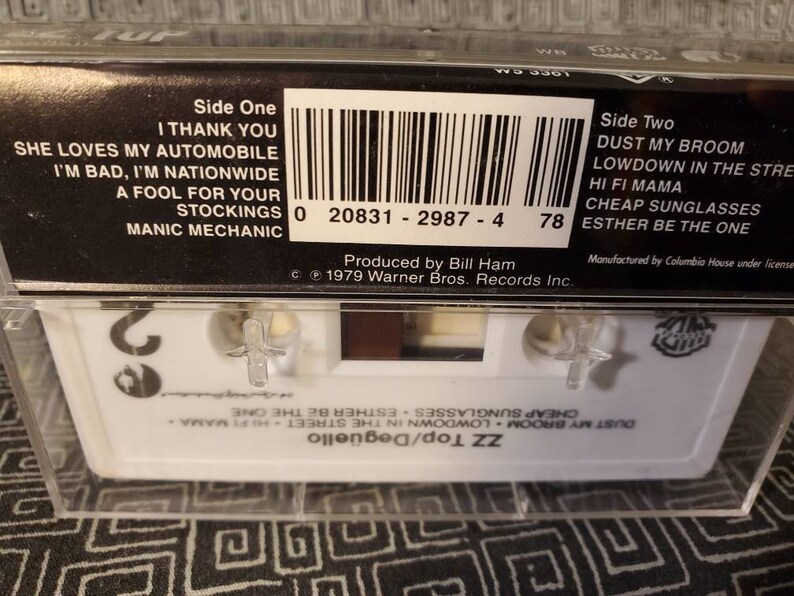 ZZ TOP
WB
W5 3361
®
Side One
I THANK YOU
SHE LOVES MY AUTOMOBILE
I'M BAD, I'M NATIONWIDE
A FOOL FOR YOUR
STOCKINGS
MANIC MECHANIC
0 20831 - 2987 - 4 78
Side Two
DUST MY BROOM
LOWDOWN IN THE STRE
HI FI MAMA
CHEAP SUNGLASSES
ESTHER BE THE ONE
Produced by Bill Ham
© ℗ 1979 Warner Bros. Records Inc.
Manufactured by Columbia House under license
2
ZZ Top/Degüello
DUST MY BROOM • LOWDOWN IN THE STREET • HI FI MAMA •
CHEAP SUNGLASSES • ESTHER BE THE ONE